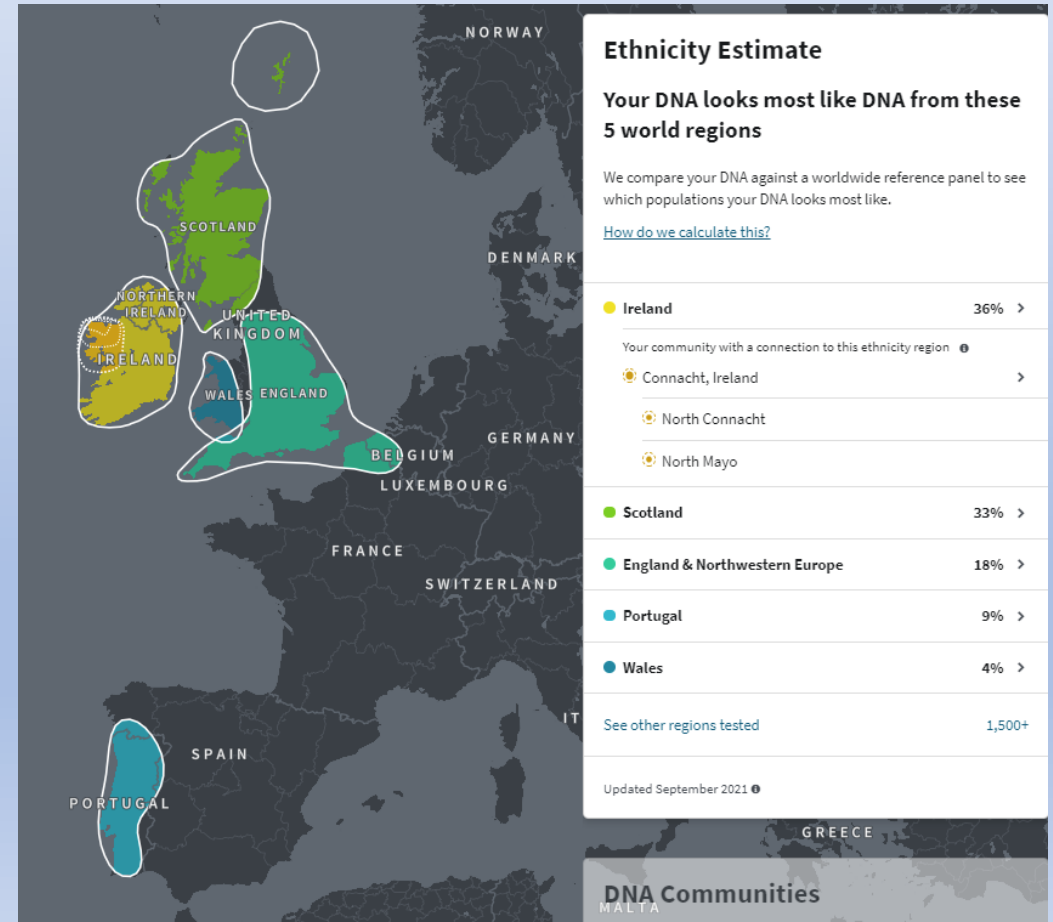 NORWAY
SCOTLAND
DENMARK
NORTHERN
IRELAND
UNITED
KINGDOM
IRELAND
WALES
ENGLAND
GERMANY
BELGIUM
LUXEMBOURG
FRANCE
SWITZERLAND
IT
SPAIN
PORTUGAL
Ethnicity Estimate
Your DNA looks most like DNA from these
5 world regions
We compare your DNA against a worldwide reference panel to see
which populations your DNA looks most like.
How do we calculate this?
Ireland 36%
Your community with a connection to this ethnicity region
Connacht, Ireland
North Connacht
North Mayo
Scotland 33%
England & Northwestern Europe 18%
Portugal 9%
Wales 4%
See other regions tested 1,500+
Updated September 2021
GREECE
DNA Communities
MALTA